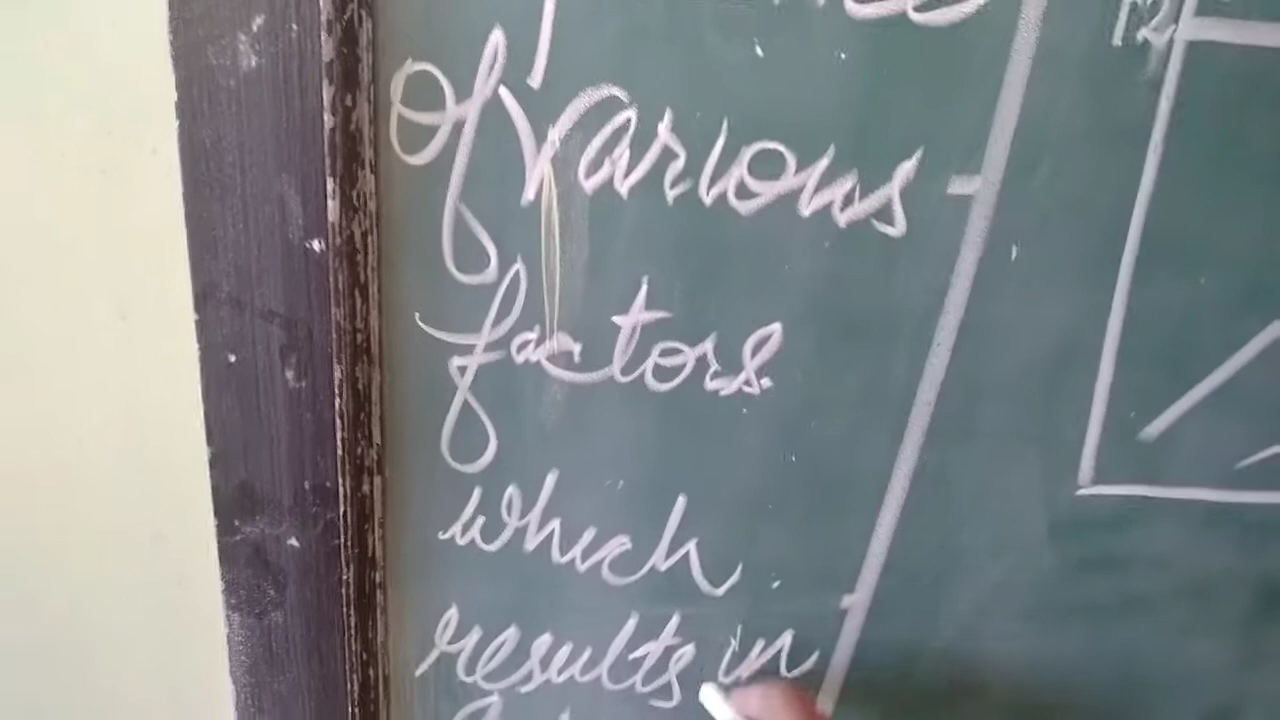 of various
factors.
which
results in